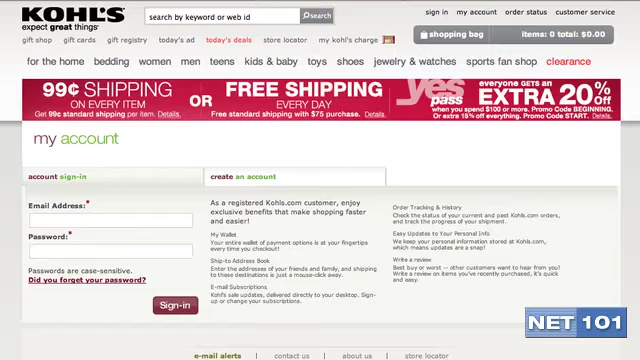 KOHL'S
expect great things
search by keyword or web id
search
sign in my account order status customer service
gift shop gift cards gift registry today's ad today's deals store locator my kohl's charge
shopping bag items: 0 total: $0.00
for the home bedding women men teens kids & baby toys shoes jewelry & watches sports fan shop clearance
99¢ SHIPPING
ON EVERY ITEM
Get 99¢ standard shipping per item. Details.
OR
FREE SHIPPING
EVERY DAY
Free standard shipping with $75 purchase. Details.
yes
pass
everyone GETS AN
EXTRA 20% Off
when you spend $100 or more. Promo Code BEGINNING.
Or extra 15% off everything. Promo Code START. Details.
my account
account sign-in
create an account
Email Address:*
Password:*
Passwords are case-sensitive.
Did you forget your password?
Sign-in
As a registered Kohls.com customer, enjoy
exclusive benefits that make shopping faster
and easier!
My Wallet
Your entire wallet of payment options is at your fingertips
every time you checkout!
Ship-to Address Book
Enter the addresses of your friends and family, and shipping
to these destinations is just a mouse-click away.
E-mail Subscriptions
Kohl's sale updates, delivered directly to your desktop. Sign-
up or change your subscriptions.
Order Tracking & History
Check the status of your current and past Kohls.com orders,
and track the progress of your shipment.
Easy Updates to Your Personal Info
We keep your personal information stored at Kohls.com,
which means updates are a snap!
Write a review
Best buy or worst -- other customers want to hear from you!
Write a review on items you've recently purchased, it's quick
and easy.
NET 101
e-mail alerts | contact us | about us | store locator